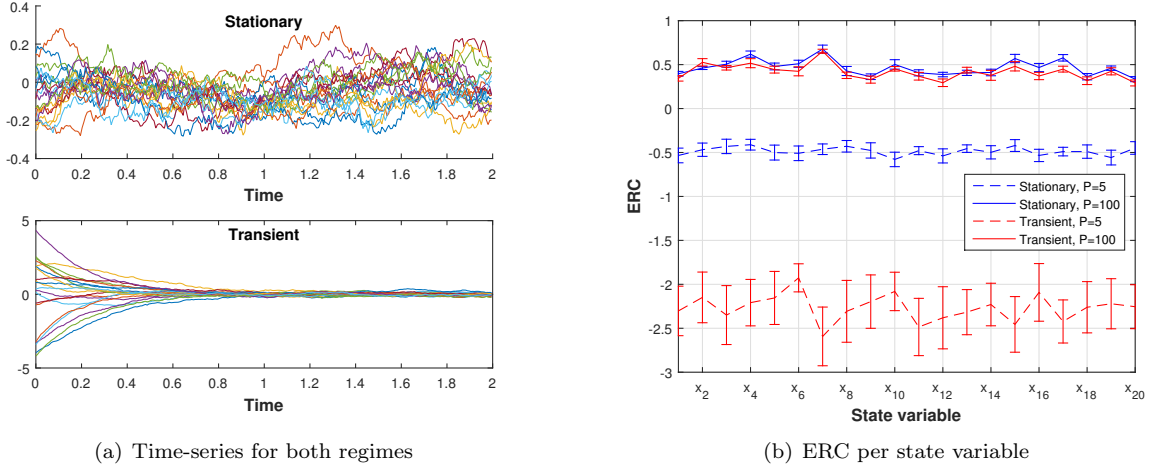 Stationary
0.4
0.2
0
-0.2
-0.4
0 0.2 0.4 0.6 0.8 1 1.2 1.4 1.6 1.8 2
Time
Transient
5
0
-5
0 0.2 0.4 0.6 0.8 1 1.2 1.4 1.6 1.8 2
Time
(a) Time-series for both regimes
1
0.5
0
-0.5
-1
-1.5
-2
-2.5
-3
ERC
Stationary, P=5
Stationary, P=100
Transient, P=5
Transient, P=100
x2 x4 x6 x8 x10 x12 x14 x16 x18 x20
State variable
(b) ERC per state variable